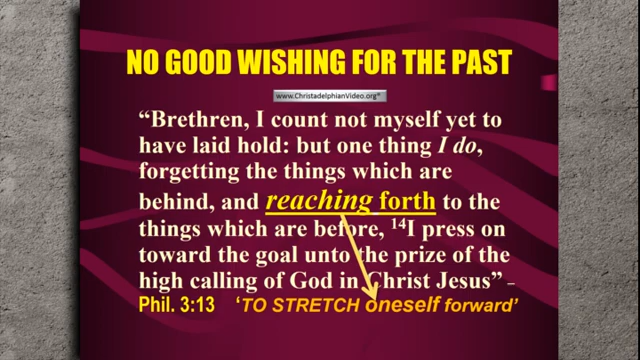 NO GOOD WISHING FOR THE PAST
www.ChristadelphianVideo.org"
“Brethren, I count not myself yet to
have laid hold: but one thing I do,
forgetting the things which are
behind, and reaching forth to the
things which are before, ¹⁴I press on
toward the goal unto the prize of the
high calling of God in Christ Jesus” –
Phil. 3:13 ‘TO STRETCH oneself forward’